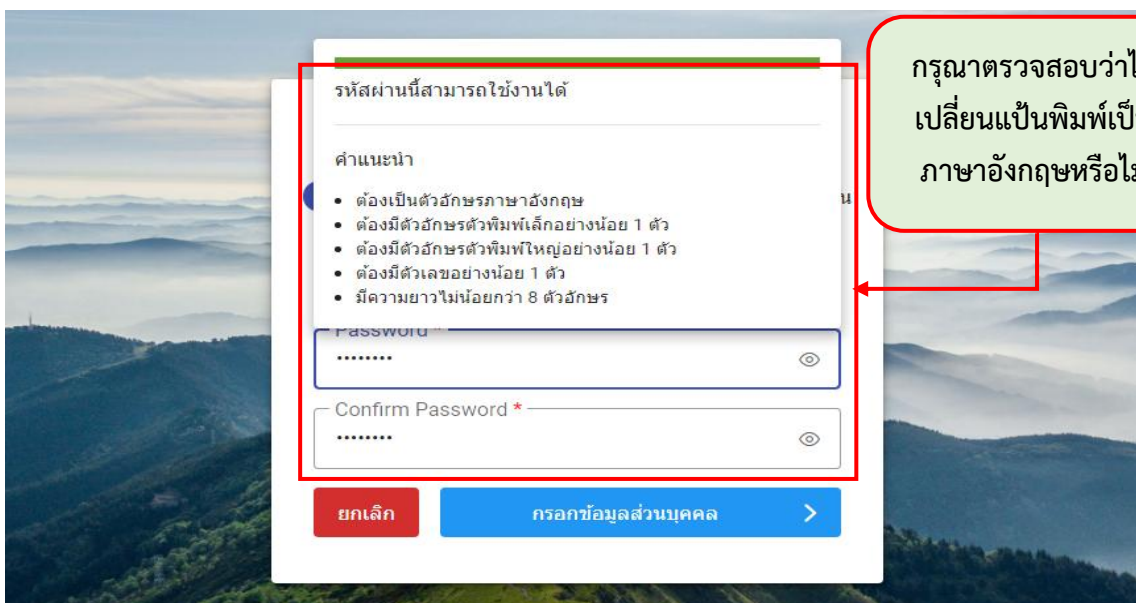 รหัสผ่านนี้สามารถใช้งานได้
คำแนะนำ
• ต้องเป็นตัวอักษรภาษาอังกฤษ
• ต้องมีตัวอักษรตัวพิมพ์เล็กอย่างน้อย 1 ตัว
• ต้องมีตัวอักษรตัวพิมพ์ใหญ่อย่างน้อย 1 ตัว
• ต้องมีตัวเลขอย่างน้อย 1 ตัว
• มีความยาวไม่น้อยกว่า 8 ตัวอักษร
Password *
••••••••
Confirm Password *
••••••••
ยกเลิก
กรอกข้อมูลส่วนบุคคล
กรุณาตรวจสอบว่า
เปลี่ยนแป้นพิมพ์
ภาษาอังกฤษหรือ